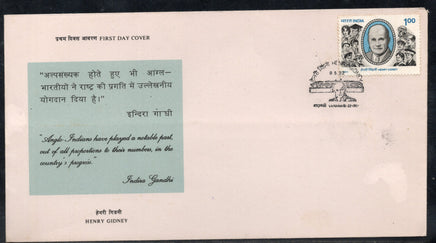 प्रथम दिवस आवरण FIRST DAY COVER
भारत INDIA
1.00
"अल्पसंख्यक होते हुए भी आंग्ल—
भारतीयों ने राष्ट्र की प्रगति में उल्लेखनीय
योगदान दिया है।"
इन्दिरा गांधी
"Anglo-Indians have played a notable part,
out of all proportions to their numbers, in the
country's progress."
Indira Gandhi
हेनरी गिडनी
HENRY GIDNEY